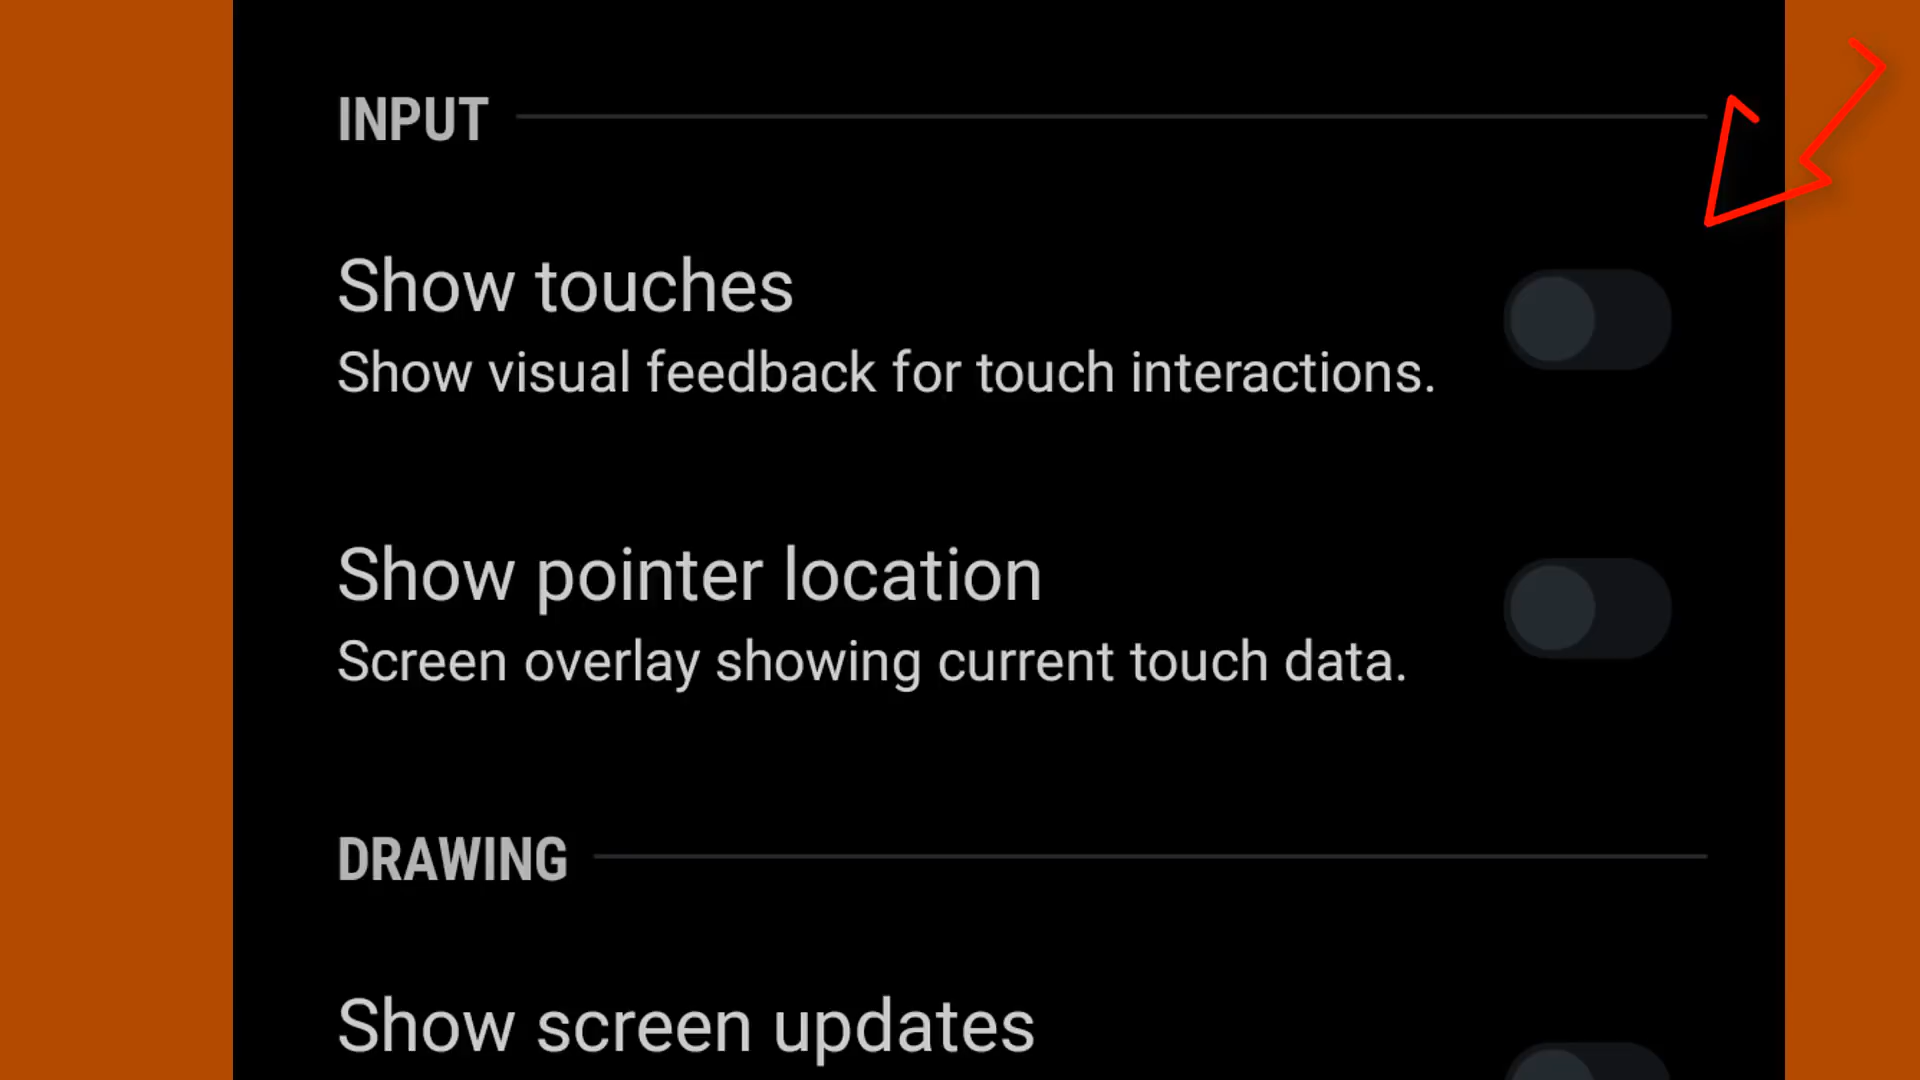 INPUT
Show touches
Show visual feedback for touch interactions.
Show pointer location
Screen overlay showing current touch data.
DRAWING
Show screen updates